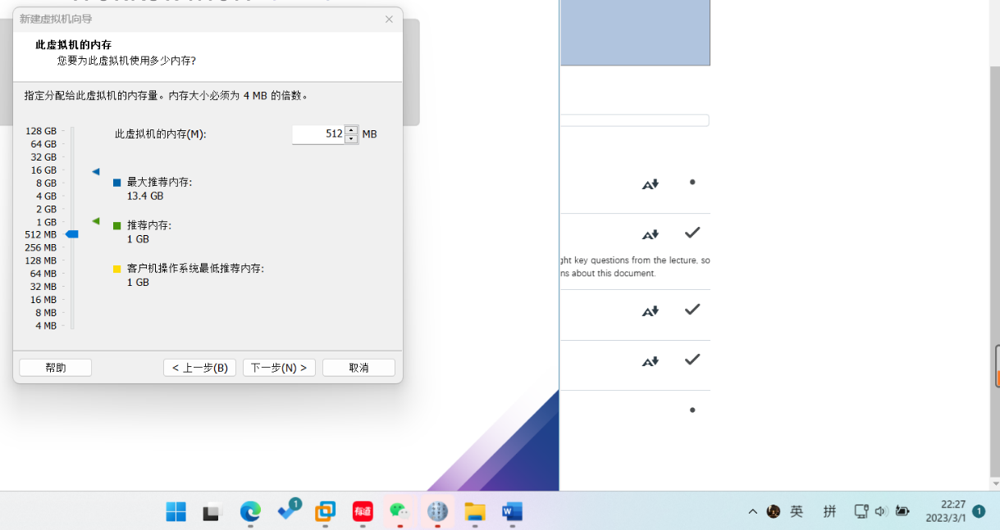 新建虚拟机向导
此虚拟机的内存
您要为此虚拟机使用多少内存?
指定分配给此虚拟机的内存量。内存大小必须为 4 MB 的倍数。
128 GB
64 GB
32 GB
16 GB
8 GB
4 GB
2 GB
1 GB
512 MB
256 MB
128 MB
64 MB
32 MB
16 MB
8 MB
4 MB
此虚拟机的内存(M): 512 MB
最大推荐内存:
13.4 GB
推荐内存:
1 GB
客户机操作系统最低推荐内存:
1 GB
帮助 < 上一步(B) 下一步(N) > 取消
key questions from the lecture, so
about this document.
1
有道
W
英 拼
22:27
2023/3/1
1